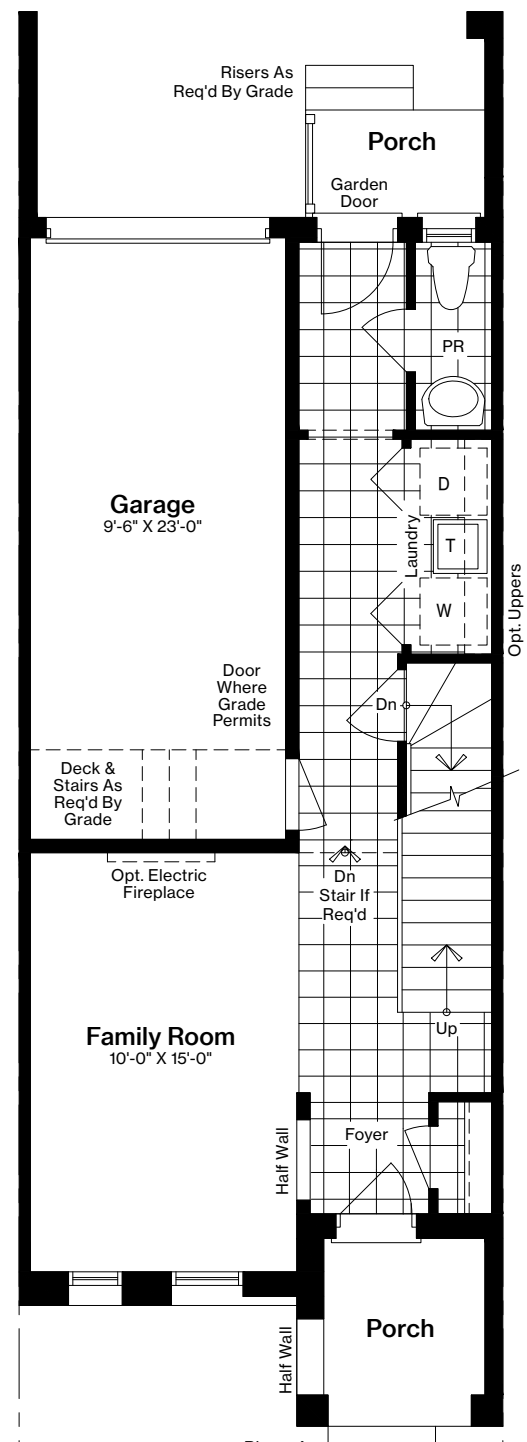 Risers As
Req'd By Grade
Porch
Garden
Door
PR
Garage
9'-6" X 23'-0"
D
Laundry
T
W
Opt. Uppers
Door
Where
Grade
Permits
Dn
Deck &
Stairs As
Req'd By
Grade
Opt. Electric
Fireplace
Dn
Stair If
Req'd
Family Room
10'-0" X 15'-0"
Up
Foyer
Half Wall
Porch
Half Wall